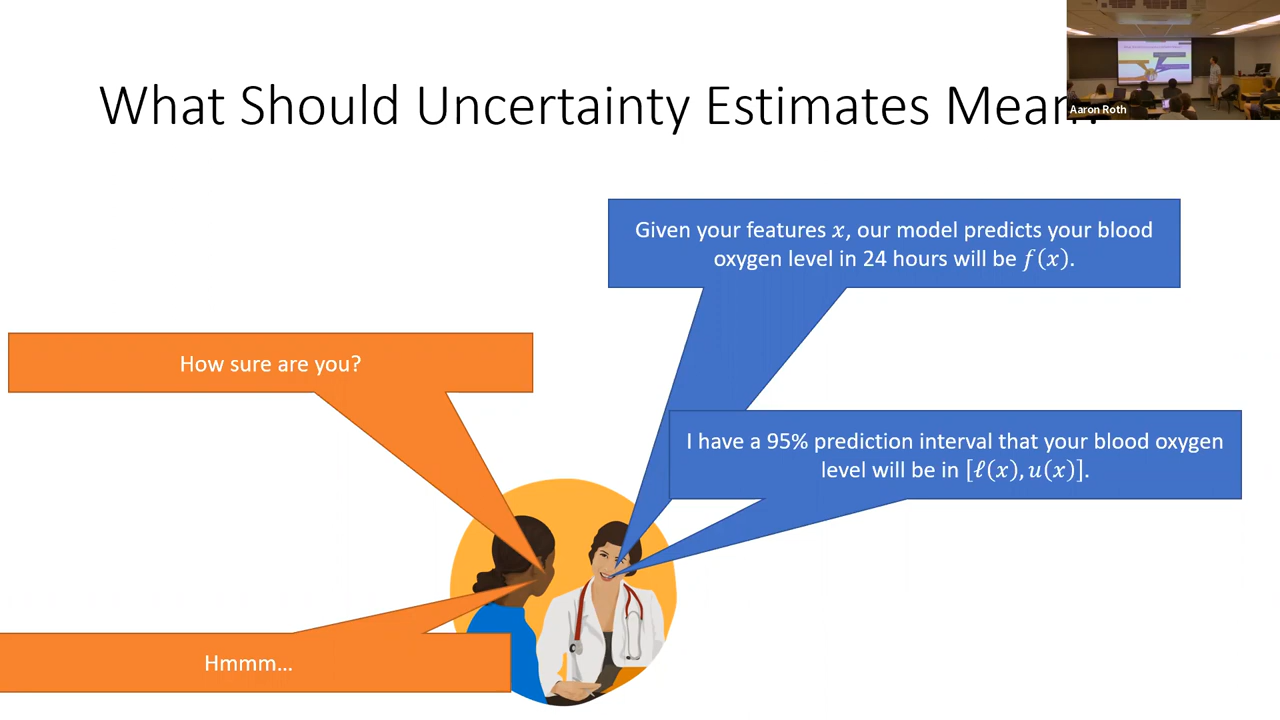 What Should Uncertainty Estimates Mean?
Aaron Roth
Given your features 𝑥, our model predicts your blood
oxygen level in 24 hours will be 𝑓(𝑥).
How sure are you?
I have a 95% prediction interval that your blood oxygen
level will be in [ℓ(𝑥), 𝑢(𝑥)].
Hmmm…